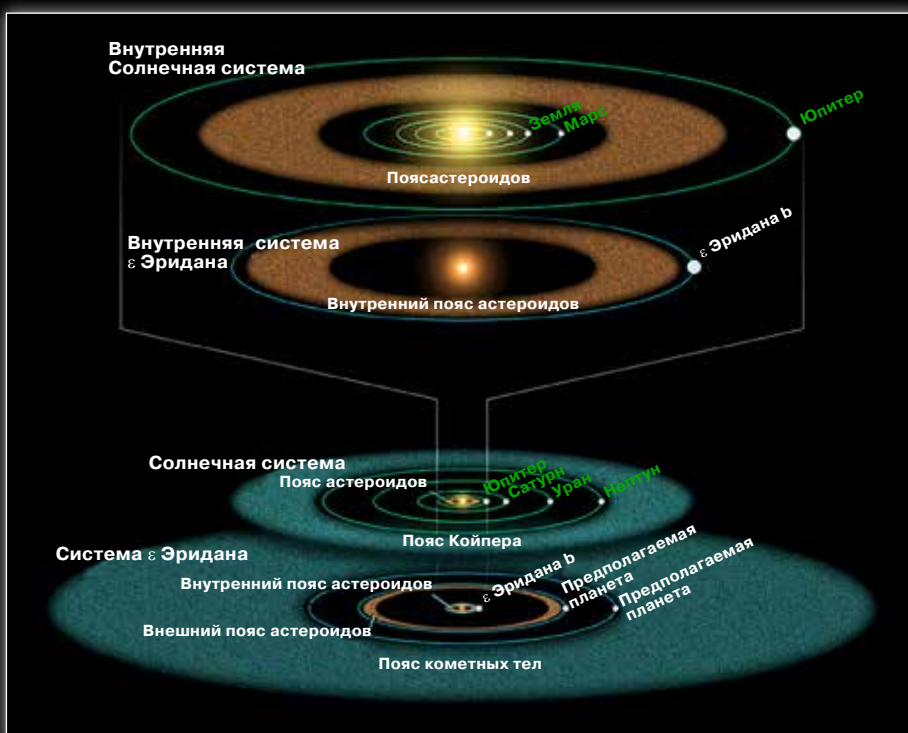 Внутренняя
Солнечная система
Земля
Марс
Юпитер
Поясастероидов
Внутренняя система
ε Эридана
ε Эридана b
Внутренний пояс астероидов
Солнечная система
Пояс астероидов
Юпитер
Сатурн
Уран
Нептун
Пояс Койпера
Система ε Эридана
Внутренний пояс астероидов
ε Эридана b
Предполагаемая
планета
Предполагаемая
планета
Внешний пояс астероидов
Пояс кометных тел